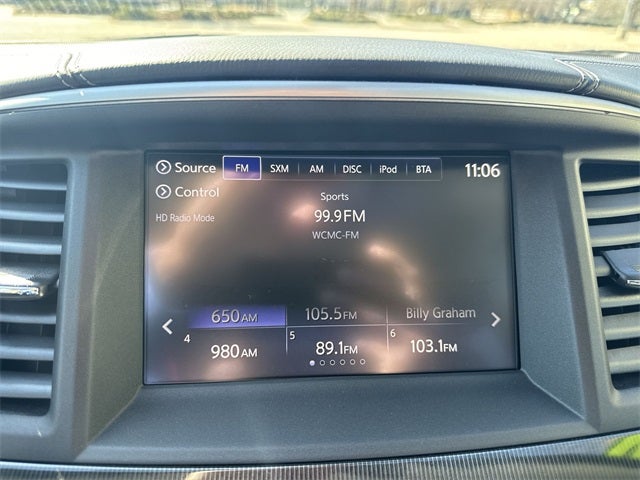 Source FM SXM AM DISC iPod BTA 11:06
Control
Sports
HD Radio Mode 99.9FM
WCMC-FM
650AM 105.5FM Billy Graham
4 980AM 5 89.1FM 6 103.1FM